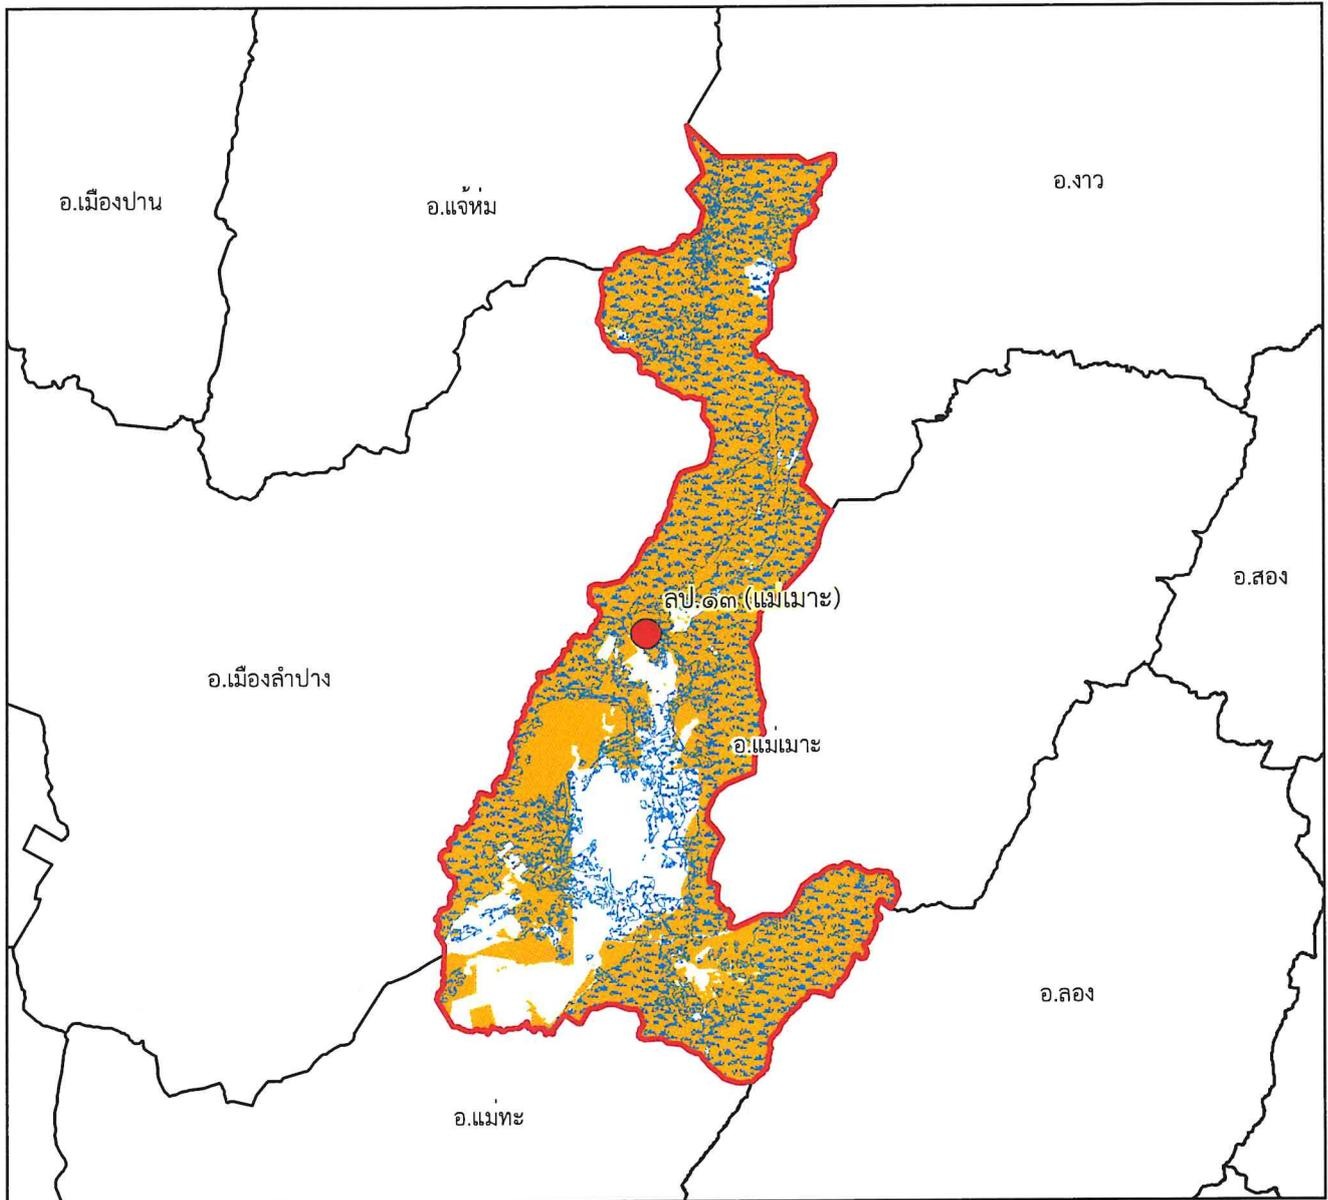 อ.งาว
อ.เมืองปาน
อ.แจ้ห่ม
อ.สอง
ลป.๑๓ (แม่เมาะ)
อ.เมืองลำปาง
อ.แม่เมาะ
อ.ลอง
อ.แม่ทะ